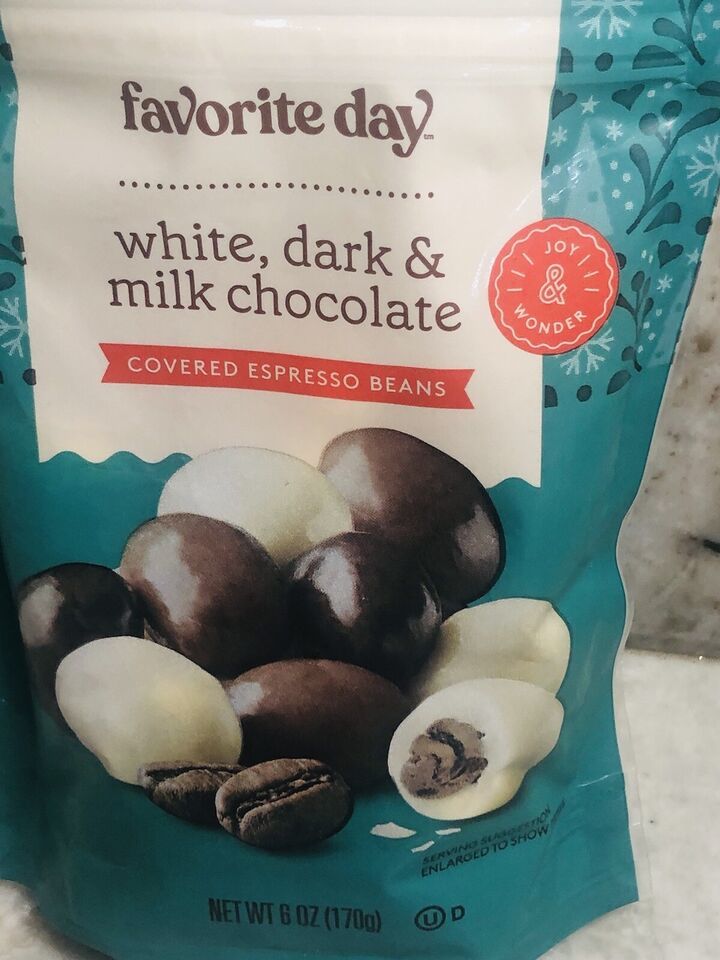 favorite day™
white, dark &
milk chocolate
JOY
&
WONDER
COVERED ESPRESSO BEANS
SERVING SUGGESTION
ENLARGED TO SHOW
NET WT 6 OZ (170g)
U D